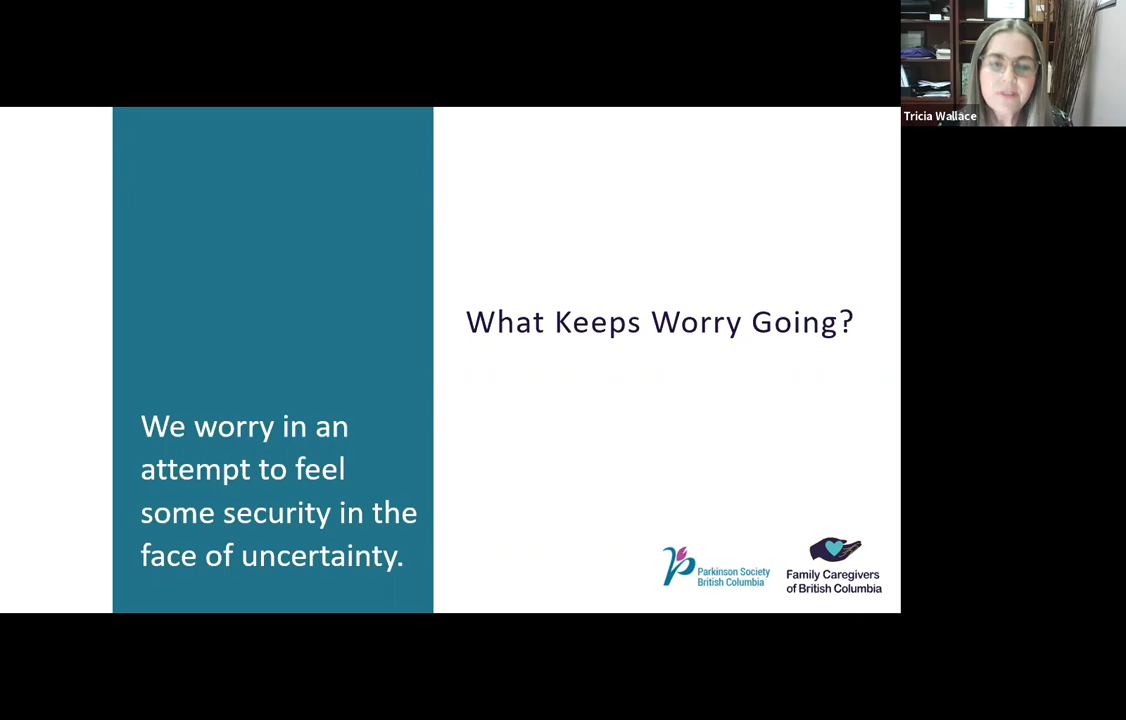 Tricia Wallace
What Keeps Worry Going?
We worry in an
attempt to feel
some security in the
face of uncertainty.
Parkinson Society
British Columbia
Family Caregivers
of British Columbia